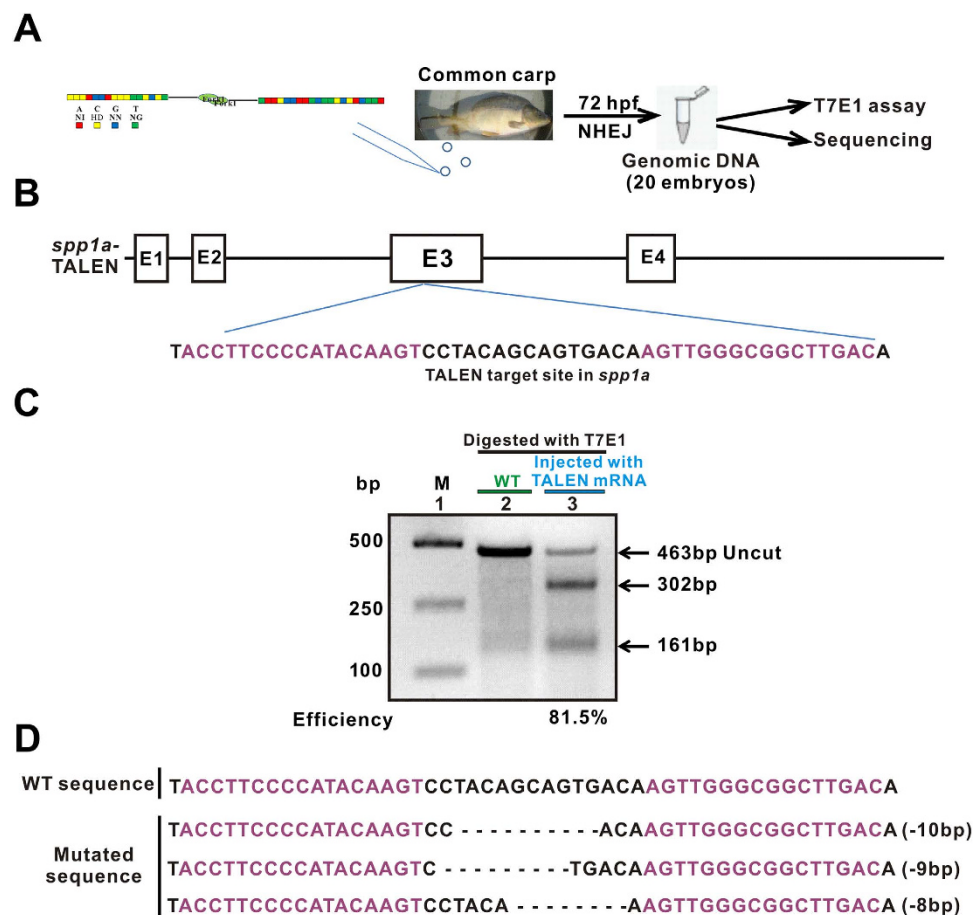 A
A C G T
NI HD NN NG
FokI
FokI
Common carp
72 hpf
NHEJ
Genomic DNA
(20 embryos)
T7E1 assay
Sequencing
B
spp1a-
TALEN
E1 E2 E3 E4
TACCTTCCCCATACAAGTCCTACAGCAGTGACAAGTTGGGCGGCTTGACA
TALEN target site in spp1a
C
Digested with T7E1
Injected with
bp M WT TALEN mRNA
1 2 3
500
463bp Uncut
302bp
250
161bp
100
Efficiency 81.5%
D
WT sequence TACCTTCCCCATACAAGTCCTACAGCAGTGACAAGTTGGGCGGCTTGACA
TACCTTCCCCATACAAGTCC - - - - - - - - - - ACAAGTTGGGCGGCTTGACA (-10bp)
Mutated
sequence
TACCTTCCCCATACAAGTC - - - - - - - - - TGACAAGTTGGGCGGCTTGACA (-9bp)
TACCTTCCCCATACAAGTCCTACA - - - - - - - - AAGTTGGGCGGCTTGACA (-8bp)